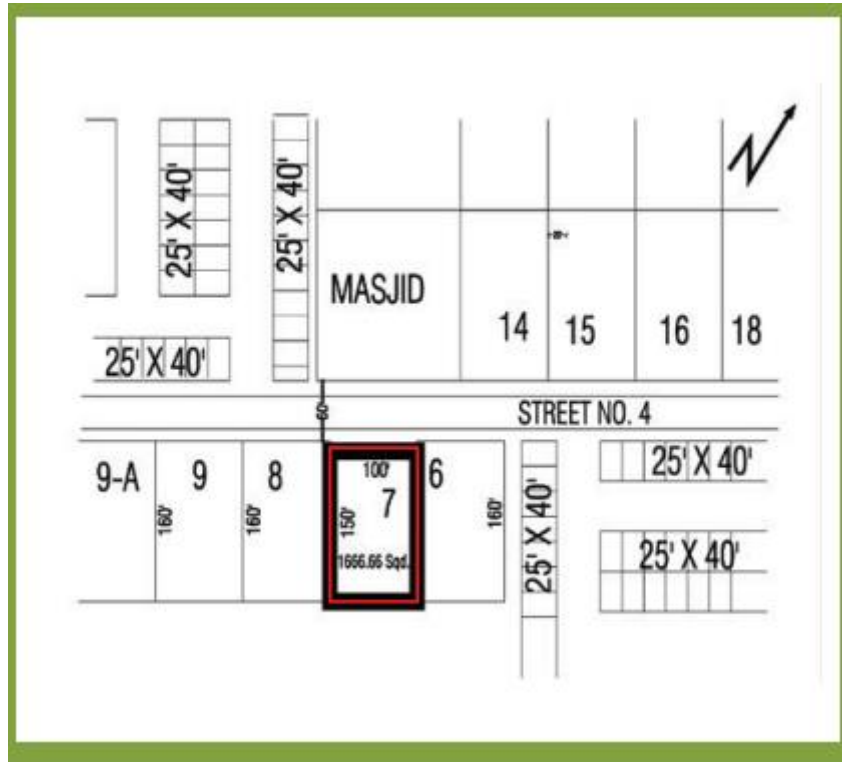 25' X 40'
25' X 40'
MASJID
14
15
16
18
25' X 40'
60'
STREET NO. 4
9-A
9
8
100'
7
6
25' X 40'
160'
160'
150'
160'
25' X 40'
1666.66 Sqd.
25' X 40'